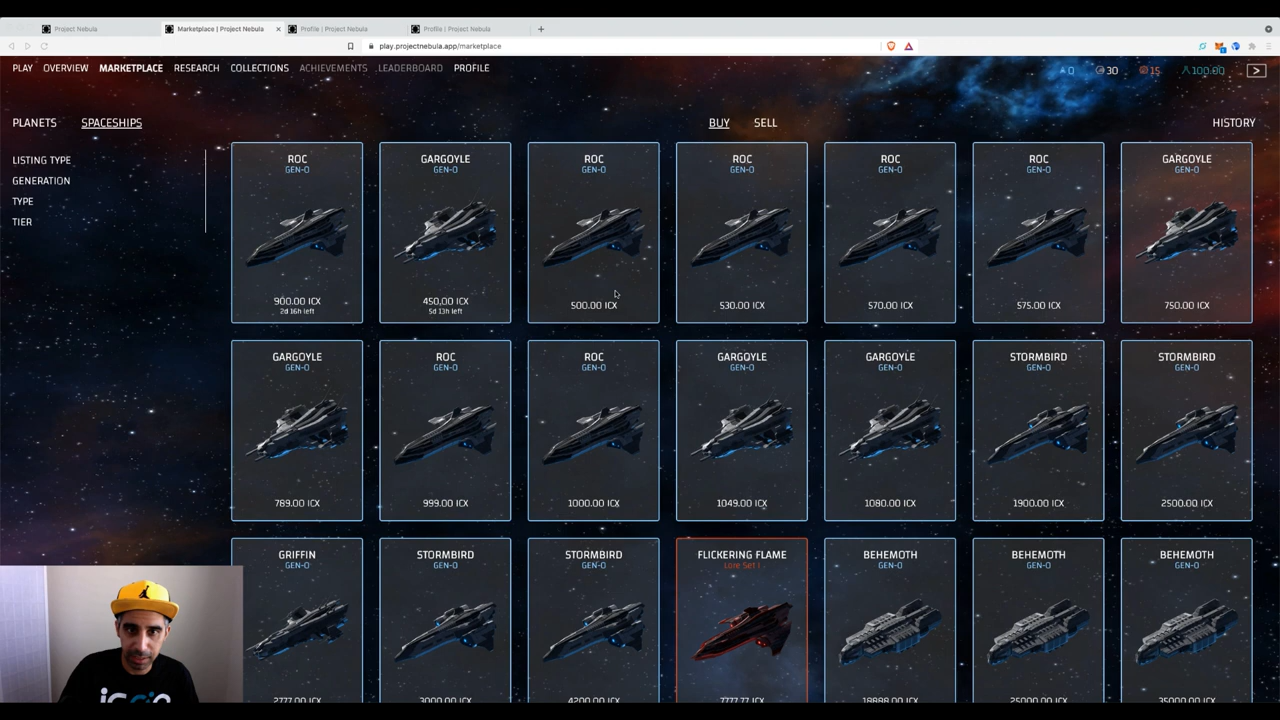 Project Nebula
Marketplace | Project Nebula
Profile | Project Nebula
Profile | Project Nebula
play.projectnebula.app/marketplace
PLAY OVERVIEW MARKETPLACE RESEARCH COLLECTIONS ACHIEVEMENTS LEADERBOARD PROFILE
0 30 15 100.00
PLANETS SPACESHIPS BUY SELL HISTORY
LISTING TYPE
GENERATION
TYPE
TIER
ROC GARGOYLE ROC ROC ROC ROC GARGOYLE
GEN-0 GEN-0 GEN-0 GEN-0 GEN-0 GEN-0 GEN-0
900.00 ICX 450.00 ICX 500.00 ICX 530.00 ICX 570.00 ICX 575.00 ICX 750.00 ICX
2d 16h left 5d 13h left
GARGOYLE ROC ROC GARGOYLE GARGOYLE STORMBIRD STORMBIRD
GEN-0 GEN-0 GEN-0 GEN-0 GEN-0 GEN-0 GEN-0
789.00 ICX 999.00 ICX 1000.00 ICX 1049.00 ICX 1080.00 ICX 1900.00 ICX 2500.00 ICX
GRIFFIN STORMBIRD STORMBIRD FLICKERING FLAME BEHEMOTH BEHEMOTH BEHEMOTH
GEN-0 GEN-0 GEN-0 Lore Set I GEN-0 GEN-0 GEN-0
2777.00 ICX 3000.00 ICX 4200.00 ICX 7777.77 ICX 18888.00 ICX 25000.00 ICX 35000.00 ICX